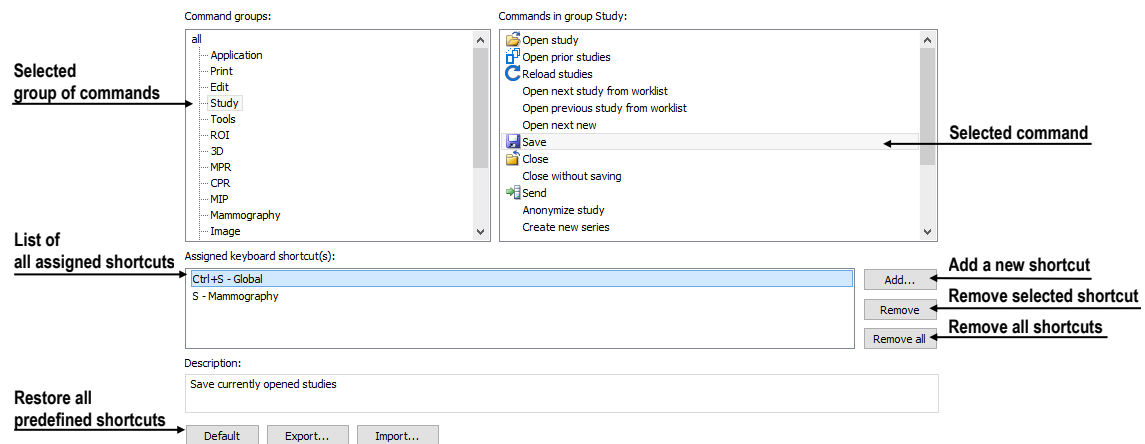 Command groups:
Commands in group Study:
all
Application
Print
Edit
Study
Tools
ROI
3D
MPR
CPR
MIP
Mammography
Image
Open study
Open prior studies
Reload studies
Open next study from worklist
Open previous study from worklist
Open next new
Save
Close
Close without saving
Send
Anonymize study
Create new series
Selected
group of commands
Selected command
List of
all assigned shortcuts
Assigned keyboard shortcut(s):
Ctrl+S - Global
S - Mammography
Add...
Remove
Remove all
Add a new shortcut
Remove selected shortcut
Remove all shortcuts
Description:
Save currently opened studies
Restore all
predefined shortcuts
Default
Export...
Import...